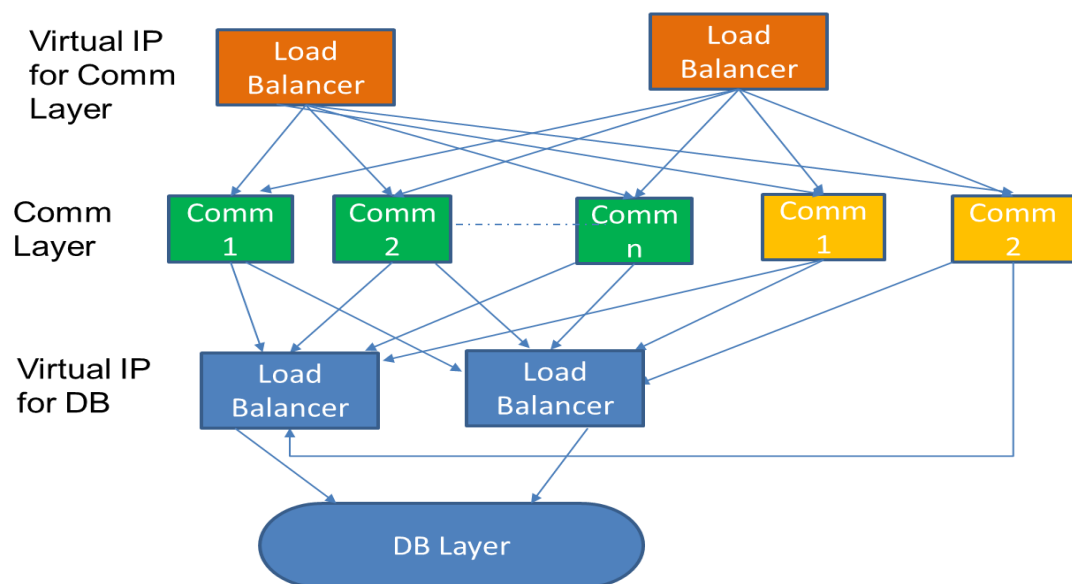 Virtual IP
for Comm
Layer
Load
Balancer
Load
Balancer
Comm
Layer
Comm
1
Comm
2
Comm
n
Comm
1
Comm
2
Virtual IP
for DB
Load
Balancer
Load
Balancer
DB Layer